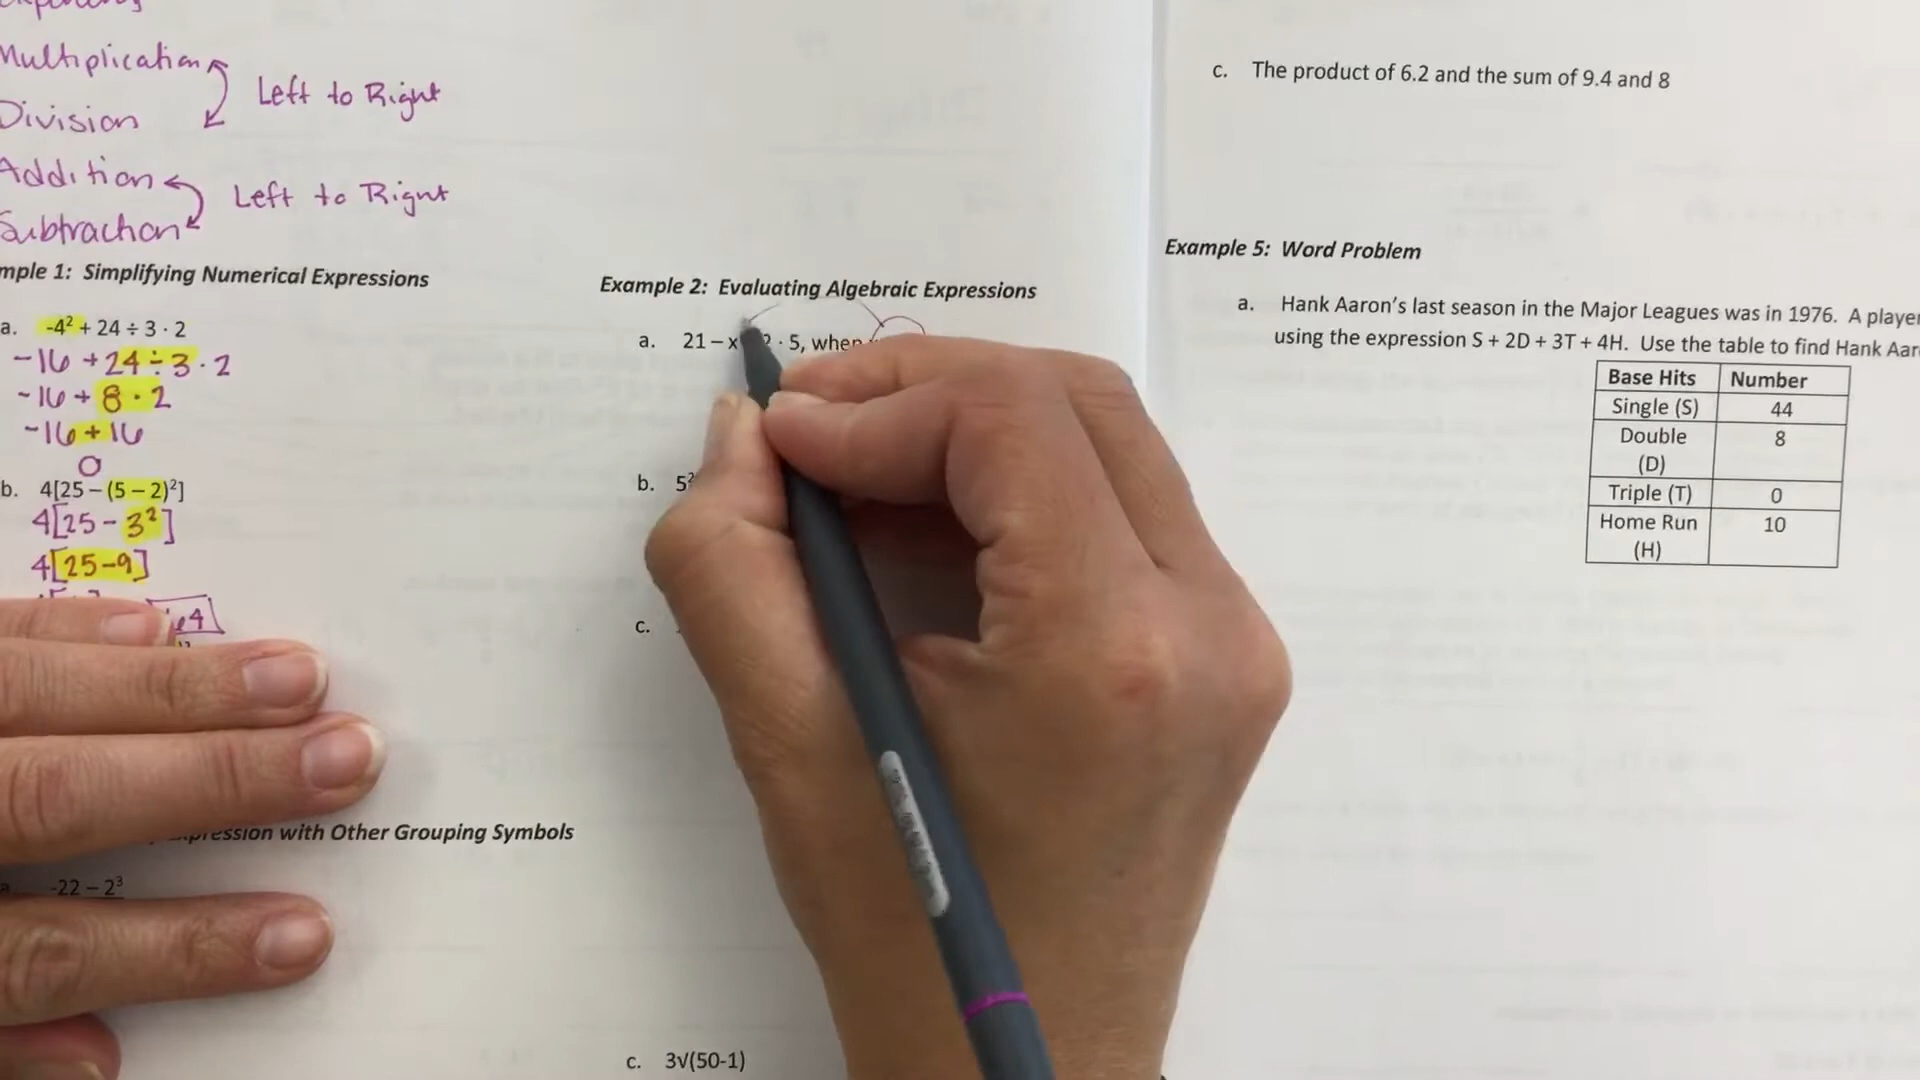 Multiplication
Left to Right
Division
Addition
Left to Right
Subtraction
mple 1: Simplifying Numerical Expressions
a. -4² + 24 ÷ 3 · 2
-16 + 24 ÷ 3 · 2
-16 + 8 · 2
-16 + 16
0
b. 4[25 – (5 – 2)²]
4[25 - 3²]
4[25-9]
64
Expression with Other Grouping Symbols
-22 – 2³
Example 2: Evaluating Algebraic Expressions
a. 21 – x 2 · 5, when
b. 5²
c.
c. 3√(50-1)
c. The product of 6.2 and the sum of 9.4 and 8
Example 5: Word Problem
a. Hank Aaron’s last season in the Major Leagues was in 1976. A player
using the expression S + 2D + 3T + 4H. Use the table to find Hank Aar
Base Hits Number
Single (S) 44
Double 8
(D)
Triple (T) 0
Home Run 10
(H)